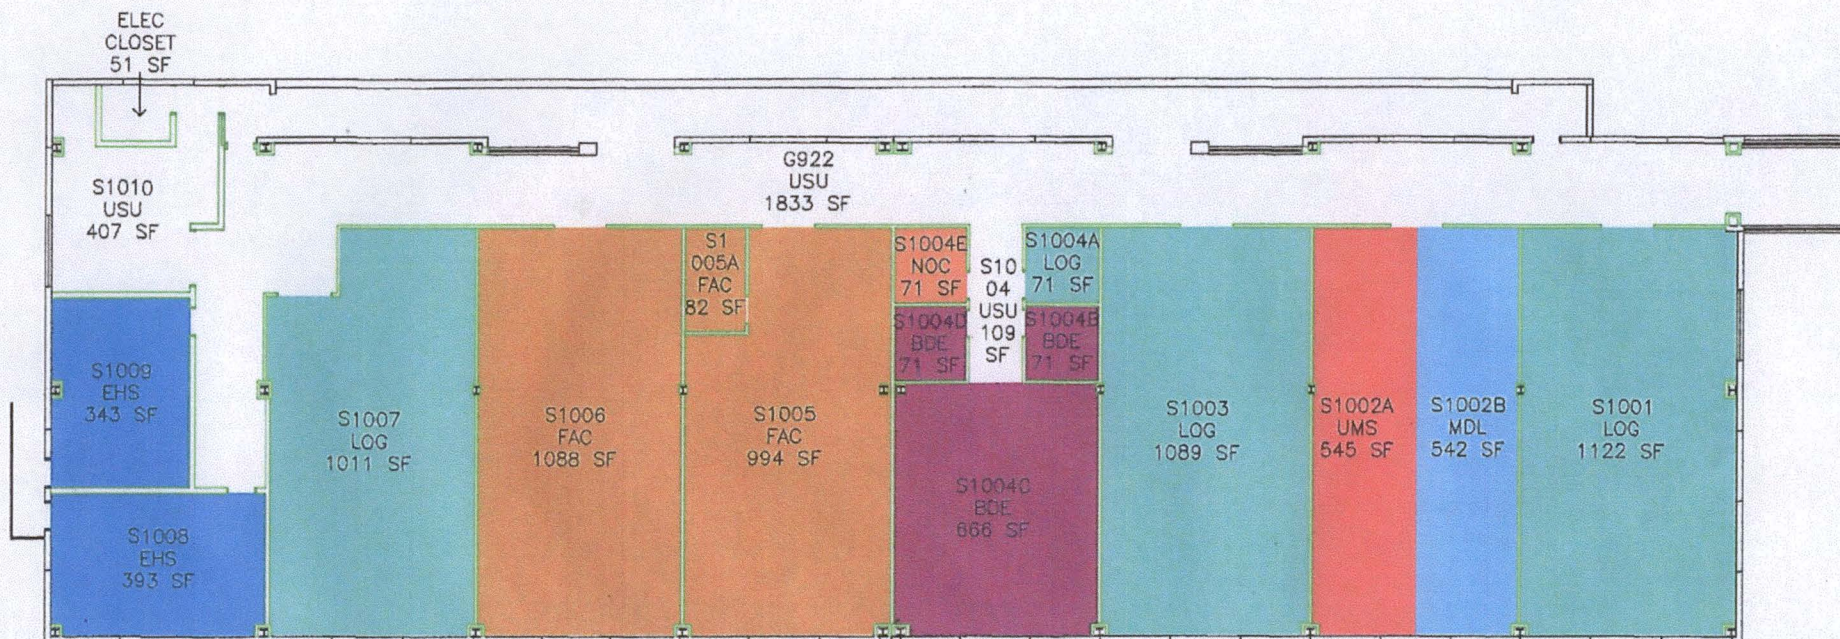 ELEC
CLOSET
51 SF
S1010
USU
407 SF
G922
USU
1833 SF
S1009
EHS
343 SF
S1008
EHS
393 SF
S1007
LOG
1011 SF
S1006
FAC
1088 SF
S1
005A
FAC
82 SF
S1005
FAC
994 SF
S1004E
NOC
71 SF
S1004D
BDE
71 SF
S10
04
USU
109
SF
S1004A
LOG
71 SF
S1004B
BDE
71 SF
S1004C
BDE
666 SF
S1003
LOG
1089 SF
S1002A
UMS
545 SF
S1002B
MDL
542 SF
S1001
LOG
1122 SF